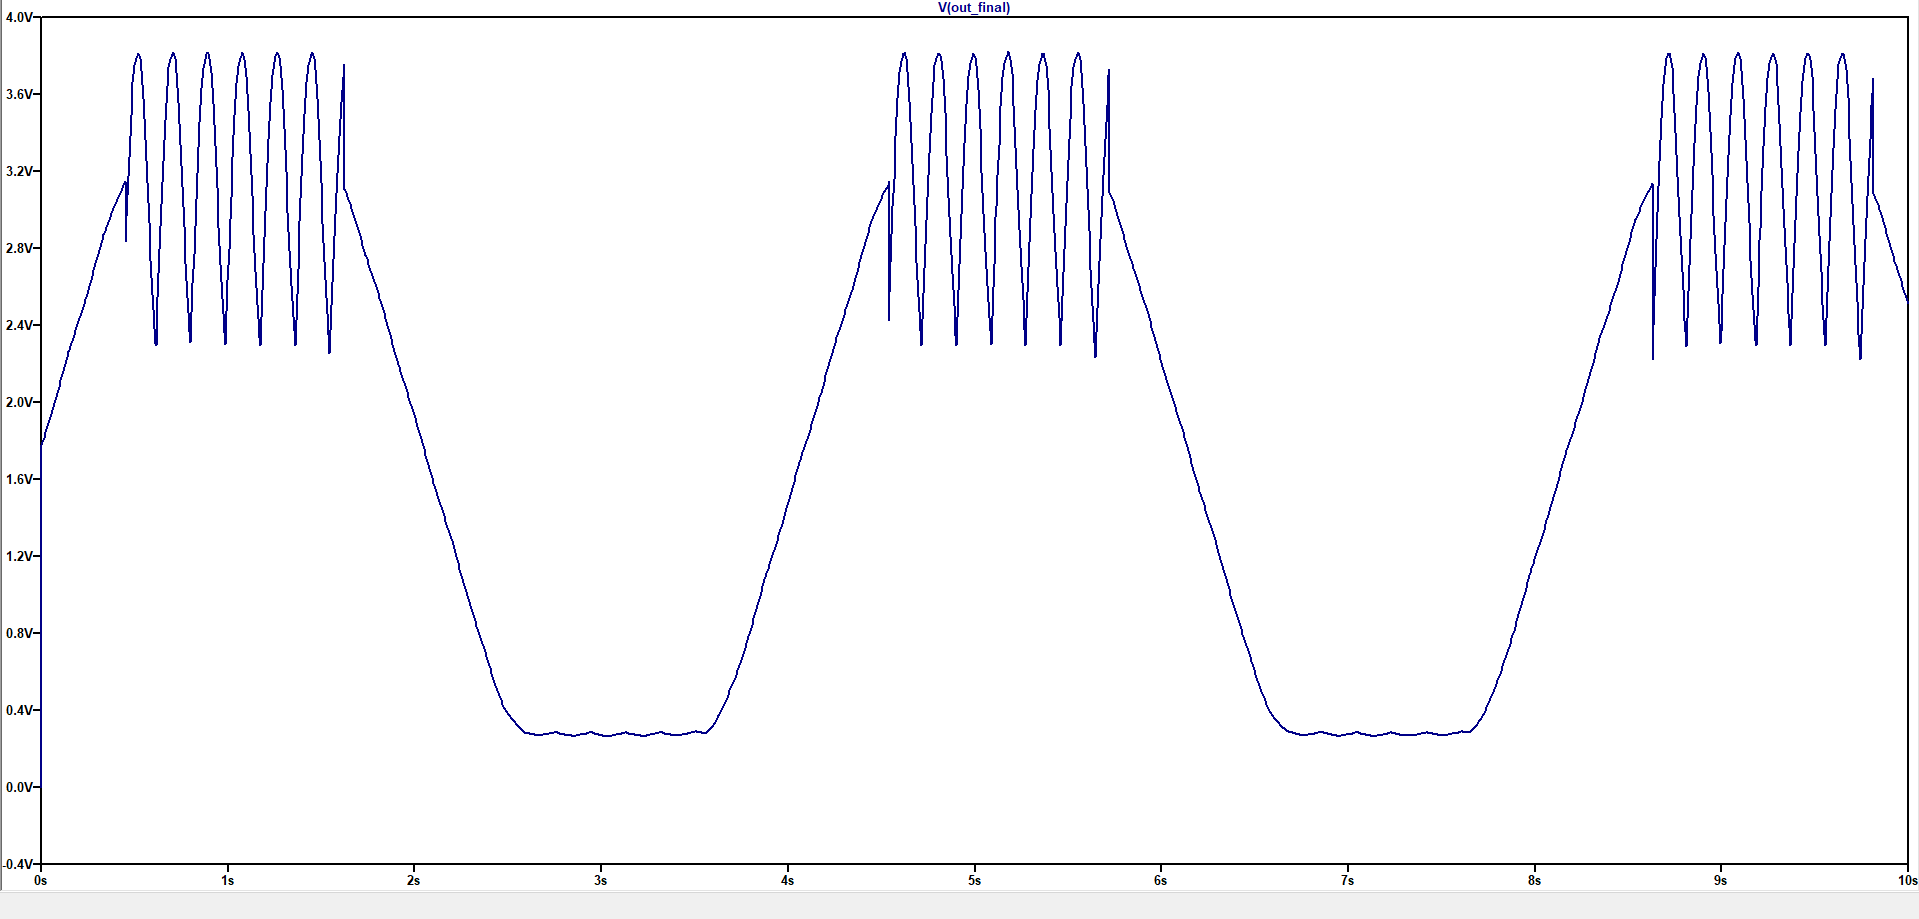 V(out_final)
4.0V
3.6V
3.2V
2.8V
2.4V
2.0V
1.6V
1.2V
0.8V
0.4V
0.0V
-0.4V
0s 1s 2s 3s 4s 5s 6s 7s 8s 9s 10s